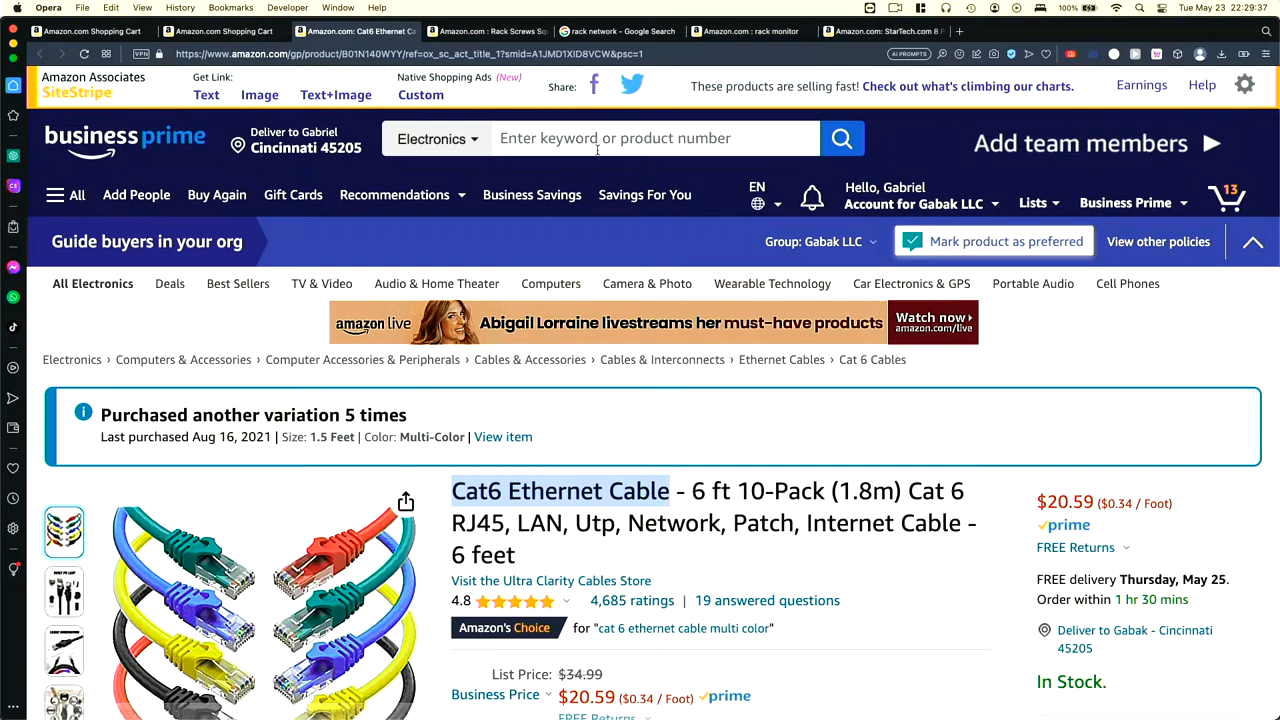 Opera File Edit View History Bookmarks Developer Window Help 100% Tue May 23 22:29:37
Amazon.com Shopping Cart Amazon.com Shopping Cart Amazon.com: Cat6 Ethernet Ca Amazon.com : Rack Screws Sq rack network - Google Search Amazon.com : rack monitor Amazon.com: StarTech.com 8 P +
VPN https://www.amazon.com/gp/product/B01N140WYY/ref=ox_sc_act_title_1?smid=A1JMD1XID8VCW&psc=1 AI PROMPTS
Amazon Associates Get Link: Native Shopping Ads (New) Share: These products are selling fast! Check out what's climbing our charts. Earnings Help
SiteStripe Text Image Text+Image Custom
business prime Deliver to Gabriel Electronics Enter keyword or product number Add team members
Cincinnati 45205
All Add People Buy Again Gift Cards Recommendations Business Savings Savings For You EN Hello, Gabriel
Account for Gabak LLC Lists Business Prime 13
Guide buyers in your org Group: Gabak LLC Mark product as preferred View other policies
All Electronics Deals Best Sellers TV & Video Audio & Home Theater Computers Camera & Photo Wearable Technology Car Electronics & GPS Portable Audio Cell Phones
amazon live Abigail Lorraine livestreams her must-have products Watch now
amazon.com/live
Electronics › Computers & Accessories › Computer Accessories & Peripherals › Cables & Accessories › Cables & Interconnects › Ethernet Cables › Cat 6 Cables
Purchased another variation 5 times
Last purchased Aug 16, 2021 | Size: 1.5 Feet | Color: Multi-Color | View item
Cat6 Ethernet Cable - 6 ft 10-Pack (1.8m) Cat 6
RJ45, LAN, Utp, Network, Patch, Internet Cable -
6 feet
Visit the Ultra Clarity Cables Store
4.8 4,685 ratings | 19 answered questions
Amazon's Choice for "cat 6 ethernet cable multi color"
List Price: $34.99
Business Price $20.59 ($0.34 / Foot) prime
FREE Returns
$20.59 ($0.34 / Foot)
prime
FREE Returns
FREE delivery Thursday, May 25.
Order within 1 hr 30 mins
Deliver to Gabak - Cincinnati
45205
In Stock.